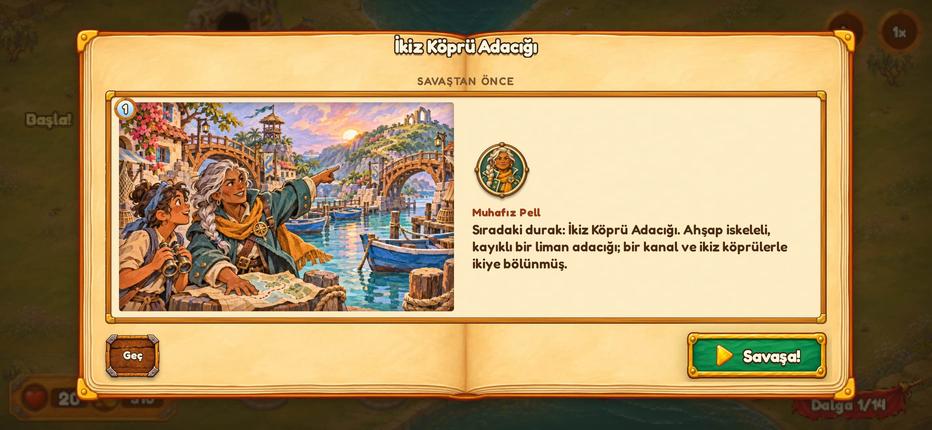 İkiz Köprü Adacığı
SAVAŞTAN ÖNCE
1x
Başla!
1
Muhafız Pell
Sıradaki durak: İkiz Köprü Adacığı. Ahşap iskeleli,
kayıklı bir liman adacığı; bir kanal ve ikiz köprülerle
ikiye bölünmüş.
Geç
Savaşa!
20
Dalga 1/14